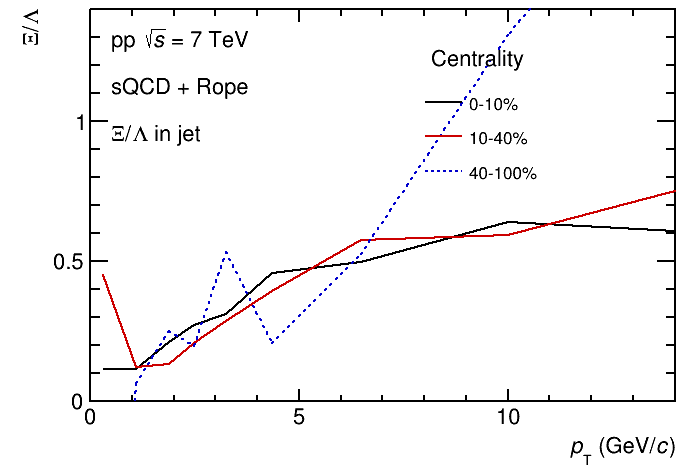 Ξ/Λ
pp √s = 7 TeV
sQCD + Rope
Ξ/Λ in jet
Centrality
0-10%
10-40%
40-100%
1
0.5
0
0 5 10
p_T (GeV/c)